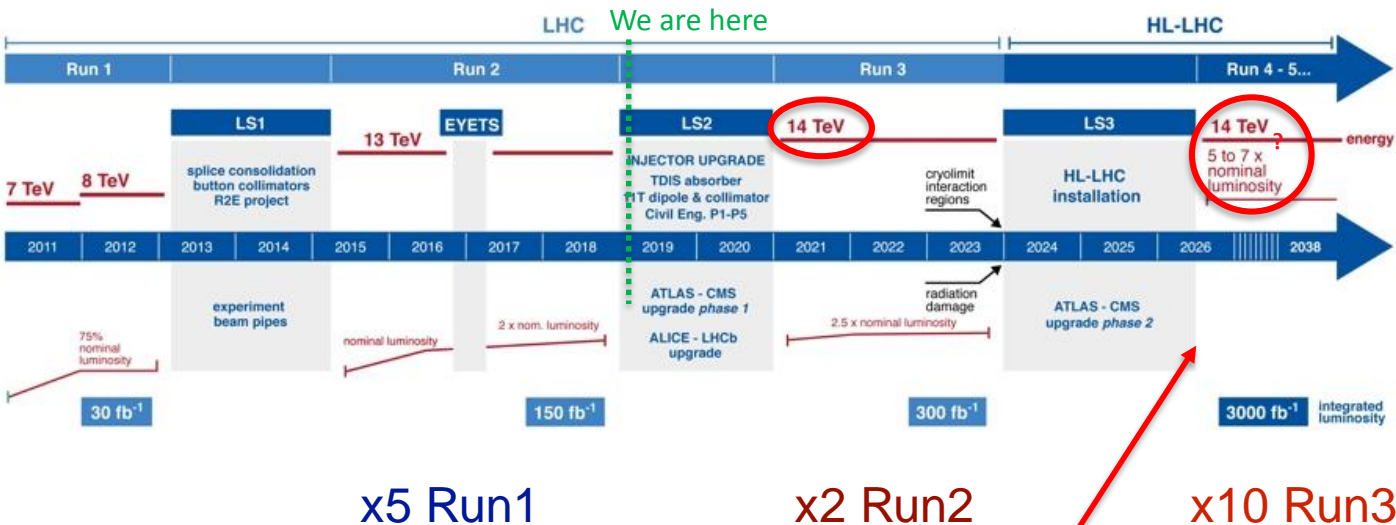 LHC
We are here
HL-LHC
Run 1
Run 2
Run 3
Run 4 - 5...
LS1
EYETS
LS2
LS3
13 TeV
14 TeV
14 TeV
?
energy
7 TeV
8 TeV
splice consolidation
button collimators
R2E project
INJECTOR UPGRADE
TDIS absorber
11T dipole & collimator
Civil Eng. P1-P5
cryolimit
interaction
regions
HL-LHC
installation
5 to 7 x
nominal
luminosity
2011 2012 2013 2014 2015 2016 2017 2018 2019 2020 2021 2022 2023 2024 2025 2026 2038
experiment
beam pipes
ATLAS - CMS
upgrade phase 1
ALICE - LHCb
upgrade
radiation
damage
ATLAS - CMS
upgrade phase 2
75%
nominal
luminosity
nominal luminosity
2 x nom. luminosity
2.5 x nominal luminosity
30 fb⁻¹
150 fb⁻¹
300 fb⁻¹
3000 fb⁻¹
integrated
luminosity
x5 Run1
x2 Run2
x10 Run3